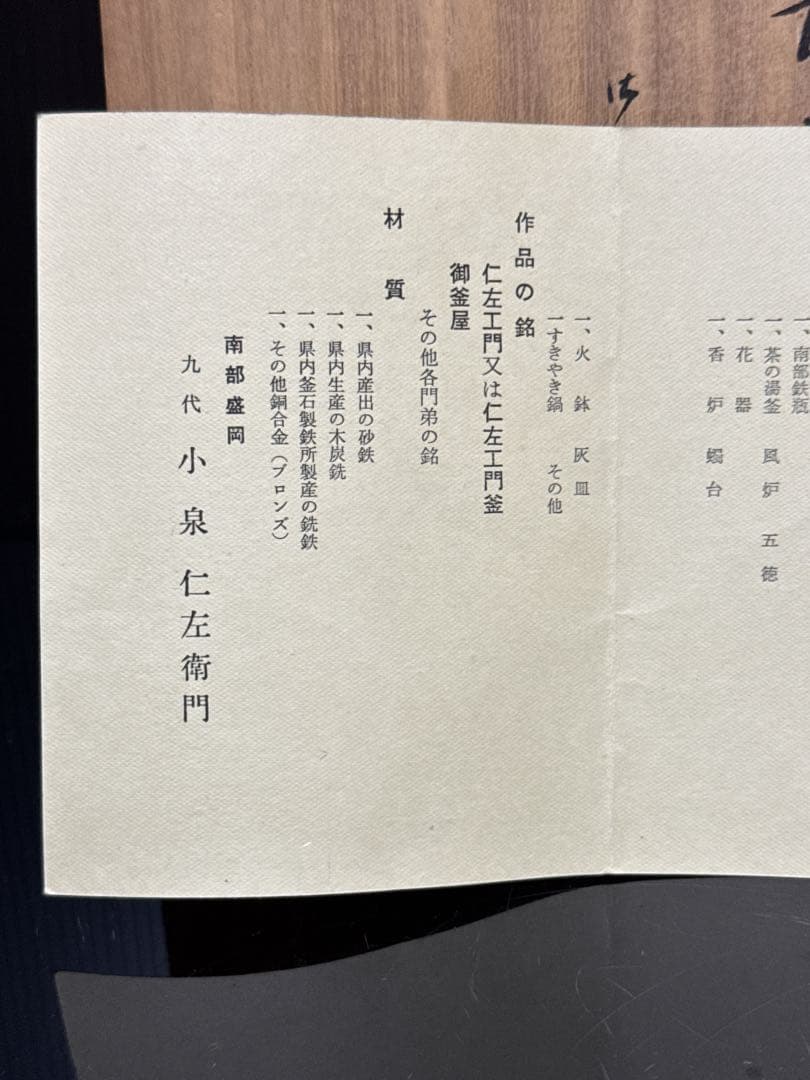 一、南部鉄瓶
一、茶の湯釜 風炉 五徳
一、花器
一、香炉 蠋台
一、火鉢 灰皿
一すきやき鍋 その他
作品の銘
仁左エ門又は仁左エ門釜
御釜屋
その他各門弟の銘
材質
一、県内産出の砂鉄
一、県内生産の木炭銑
一、県内釜石製鉄所製産の銑鉄
一、その他銅合金（ブロンズ）
南部盛岡
九代 小泉仁左衛門